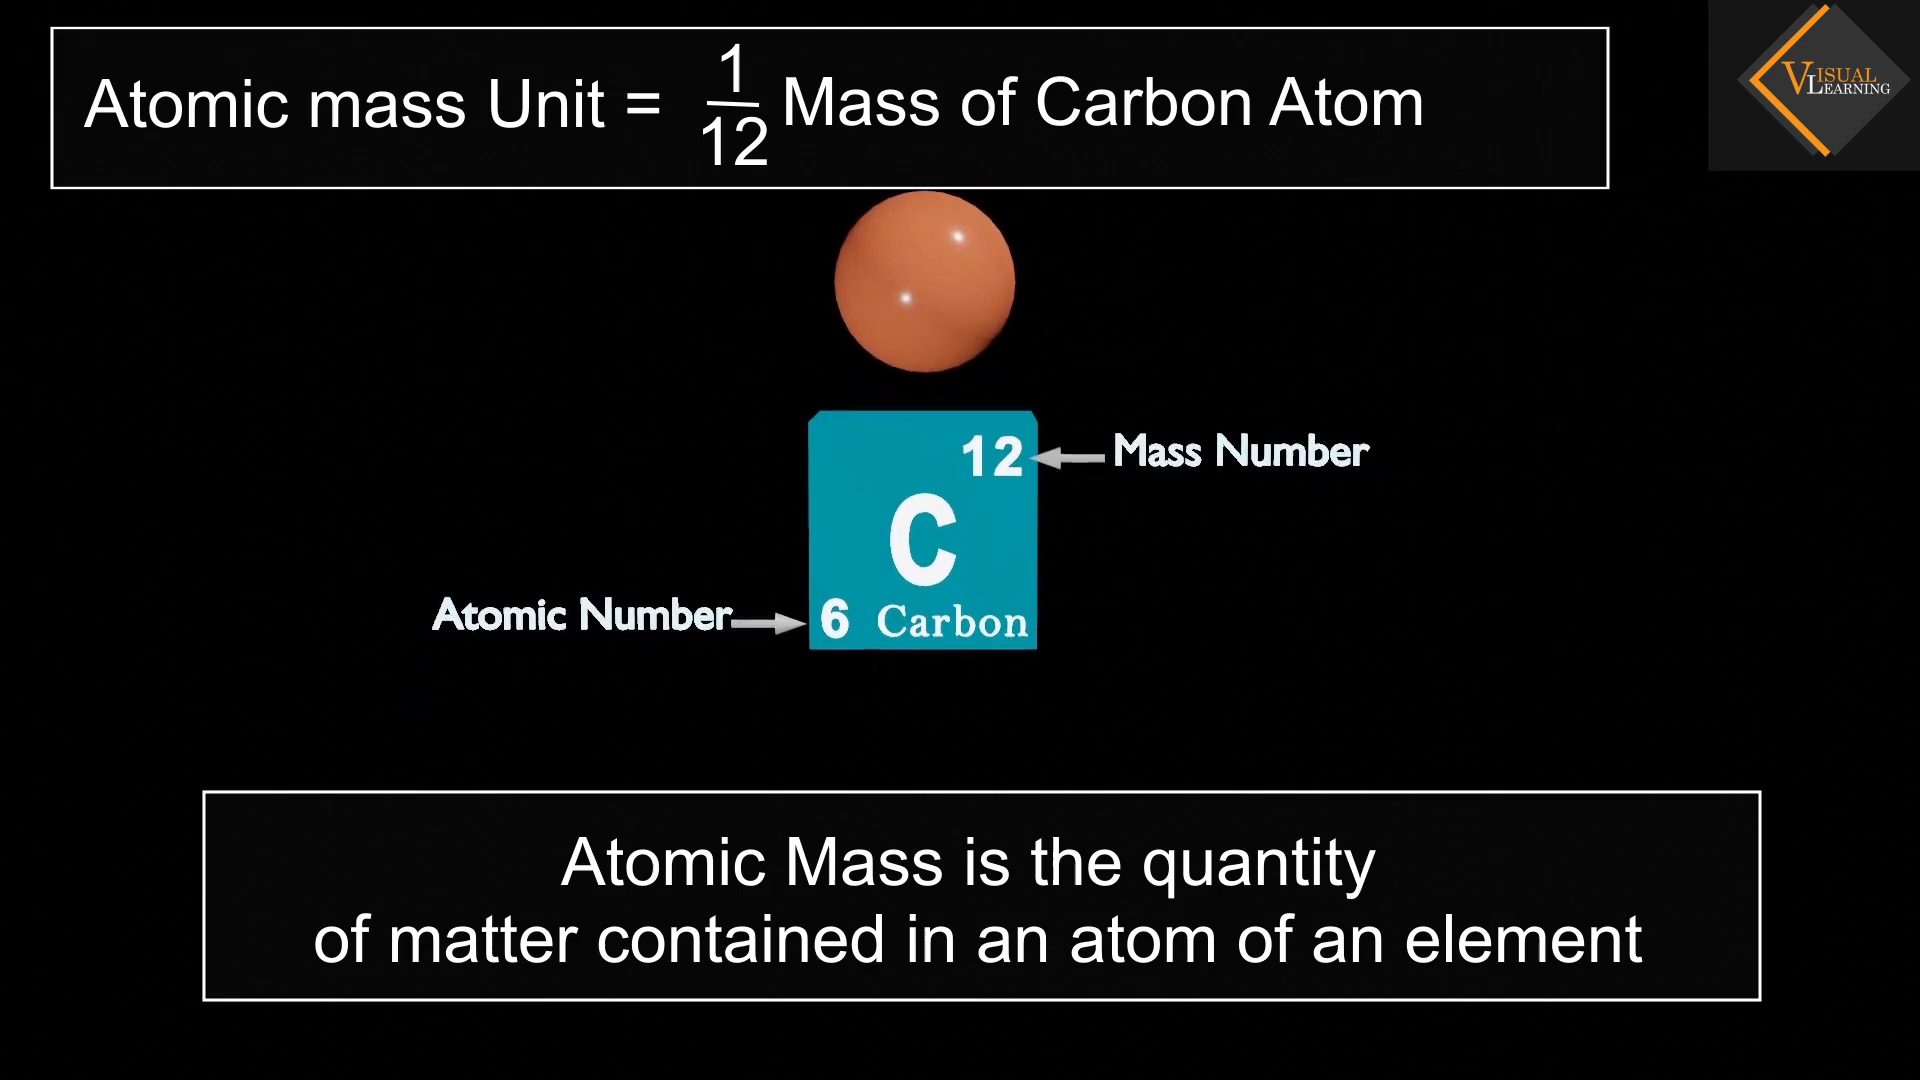 Atomic mass Unit = 1/12 Mass of Carbon Atom
VISUAL
LEARNING
12 Mass Number
C
Atomic Number 6 Carbon
Atomic Mass is the quantity
of matter contained in an atom of an element